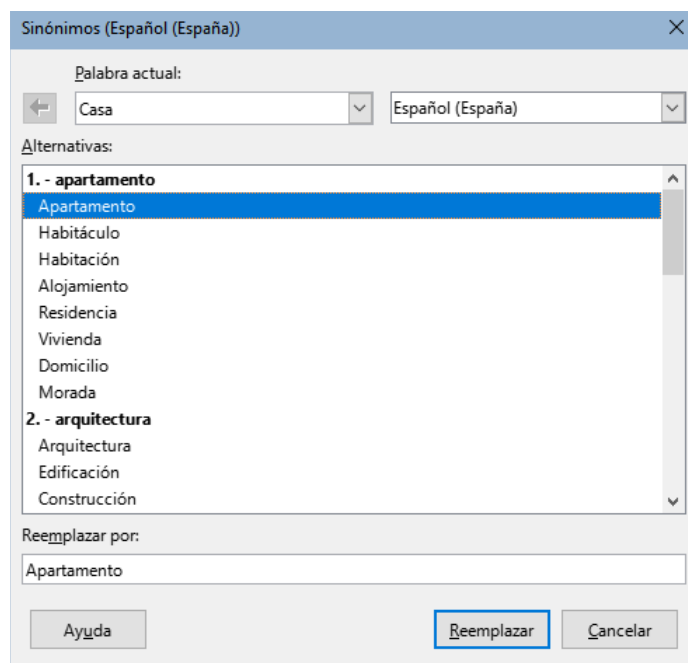 Sinónimos (Español (España))
Palabra actual:
Casa
Español (España)
Alternativas:
1. - apartamento
Apartamento
Habitáculo
Habitación
Alojamiento
Residencia
Vivienda
Domicilio
Morada
2. - arquitectura
Arquitectura
Edificación
Construcción
Reemplazar por:
Apartamento
Ayuda Reemplazar Cancelar